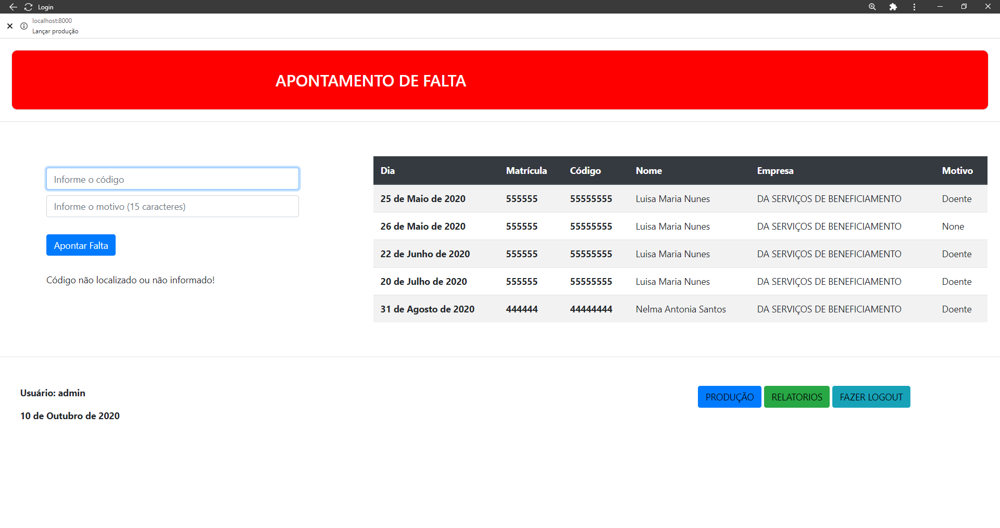 Login
localhost:8000
Lançar produção
APONTAMENTO DE FALTA
Informe o código
Informe o motivo (15 caracteres)
Apontar Falta
Código não localizado ou não informado!
Dia Matrícula Código Nome Empresa Motivo
25 de Maio de 2020 555555 55555555 Luisa Maria Nunes DA SERVIÇOS DE BENEFICIAMENTO Doente
26 de Maio de 2020 555555 55555555 Luisa Maria Nunes DA SERVIÇOS DE BENEFICIAMENTO None
22 de Junho de 2020 555555 55555555 Luisa Maria Nunes DA SERVIÇOS DE BENEFICIAMENTO Doente
20 de Julho de 2020 555555 55555555 Luisa Maria Nunes DA SERVIÇOS DE BENEFICIAMENTO Doente
31 de Agosto de 2020 444444 44444444 Nelma Antonia Santos DA SERVIÇOS DE BENEFICIAMENTO Doente
Usuário: admin
10 de Outubro de 2020
PRODUÇÃO RELATORIOS FAZER LOGOUT